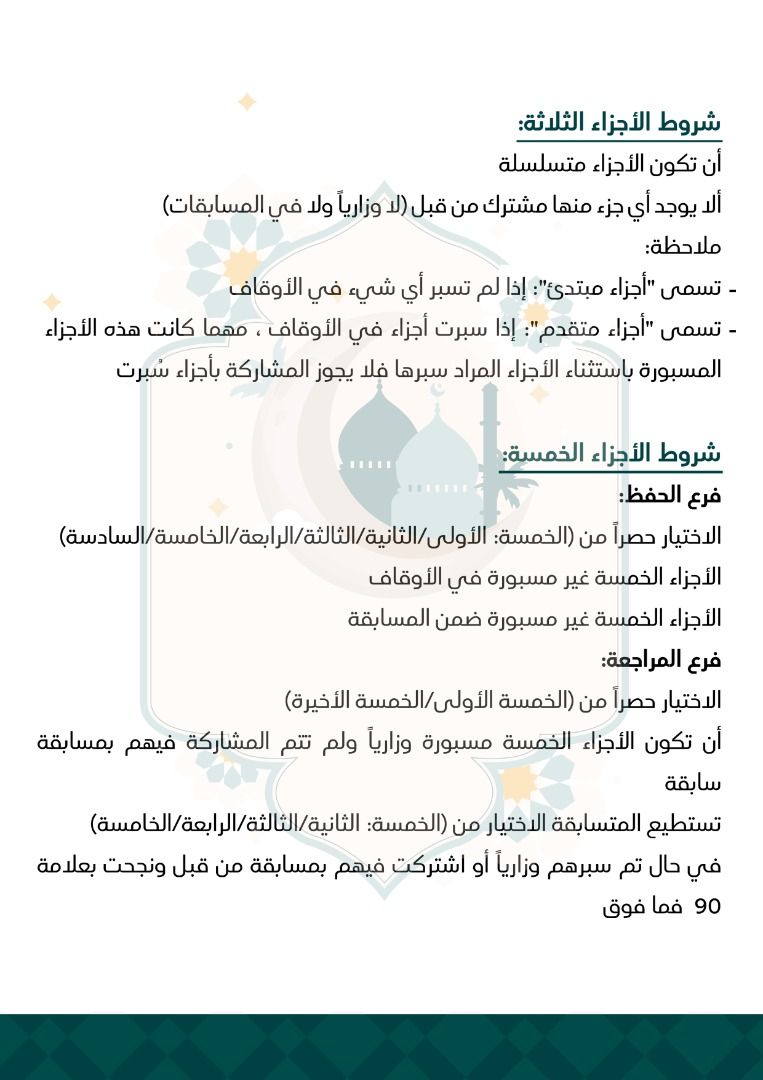 شروط الأجزاء الثلاثة:
أن تكون الأجزاء متسلسلة
ألا يوجد أي جزء منها مشترك من قبل (لا وزارياً ولا في المسابقات)
ملاحظة:
- تسمى "أجزاء مبتدئ": إذا لم تسبر أي شيء في الأوقاف
- تسمى "أجزاء متقدم": إذا سبرت أجزاء في الأوقاف ، مهما كانت هذه الأجزاء
المسبورة باستثناء الأجزاء المراد سبرها فلا يجوز المشاركة بأجزاء سُبرت
شروط الأجزاء الخمسة:
فرع الحفظ:
الاختيار حصراً من (الخمسة: الأولى/الثانية/الثالثة/الرابعة/الخامسة/السادسة)
الأجزاء الخمسة غير مسبورة في الأوقاف
الأجزاء الخمسة غير مسبورة ضمن المسابقة
فرع المراجعة:
الاختيار حصراً من (الخمسة الأولى/الخمسة الأخيرة)
أن تكون الأجزاء الخمسة مسبورة وزارياً ولم تتم المشاركة فيهم بمسابقة
سابقة
تستطيع المتسابقة الاختيار من (الخمسة: الثانية/الثالثة/الرابعة/الخامسة)
في حال تم سبرهم وزارياً أو اشتركت فيهم بمسابقة من قبل ونجحت بعلامة
90 فما فوق